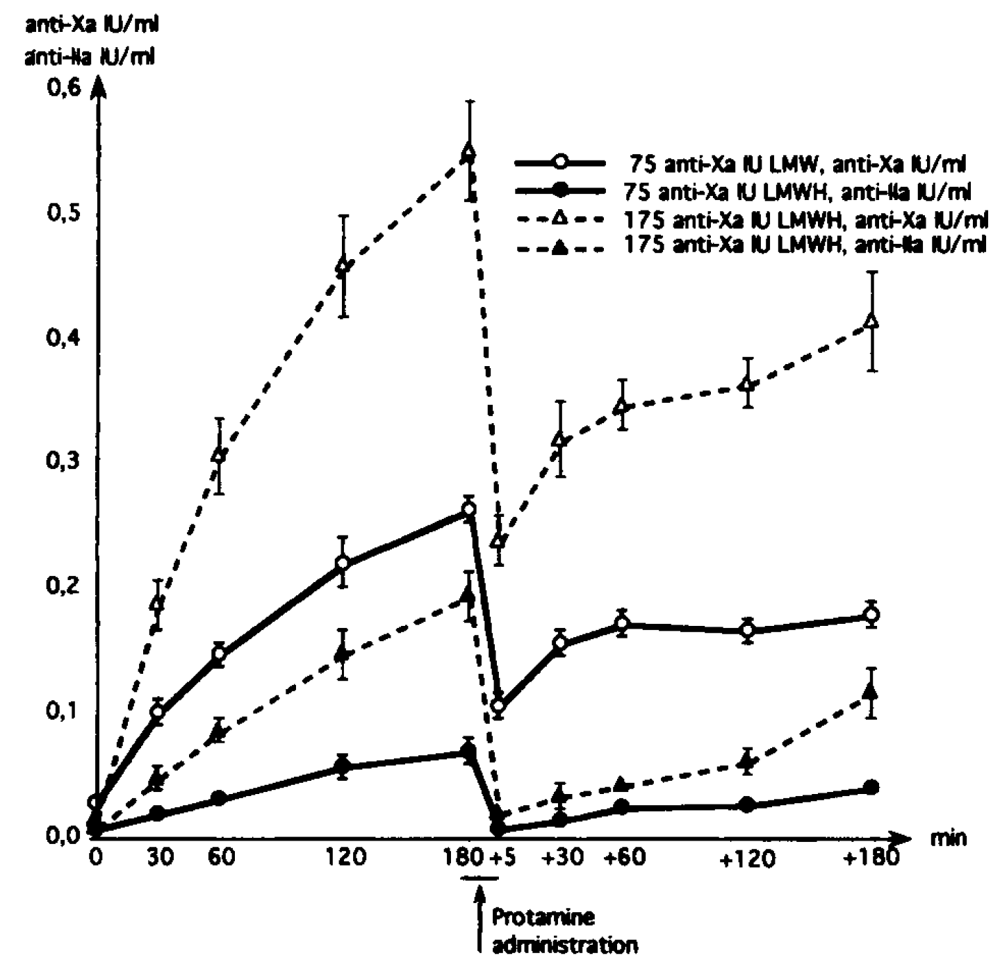 anti-Xa IU/ml
anti-IIa IU/ml
0,6
0,5
0,4
0,3
0,2
0,1
0,0
75 anti-Xa IU LMW, anti-Xa IU/ml
75 anti-Xa IU LMWH, anti-IIa IU/ml
175 anti-Xa IU LMWH, anti-Xa IU/ml
175 anti-Xa IU LMWH, anti-IIa IU/ml
0 30 60 120 180 +5 +30 +60 +120 +180 min
Protamine
administration